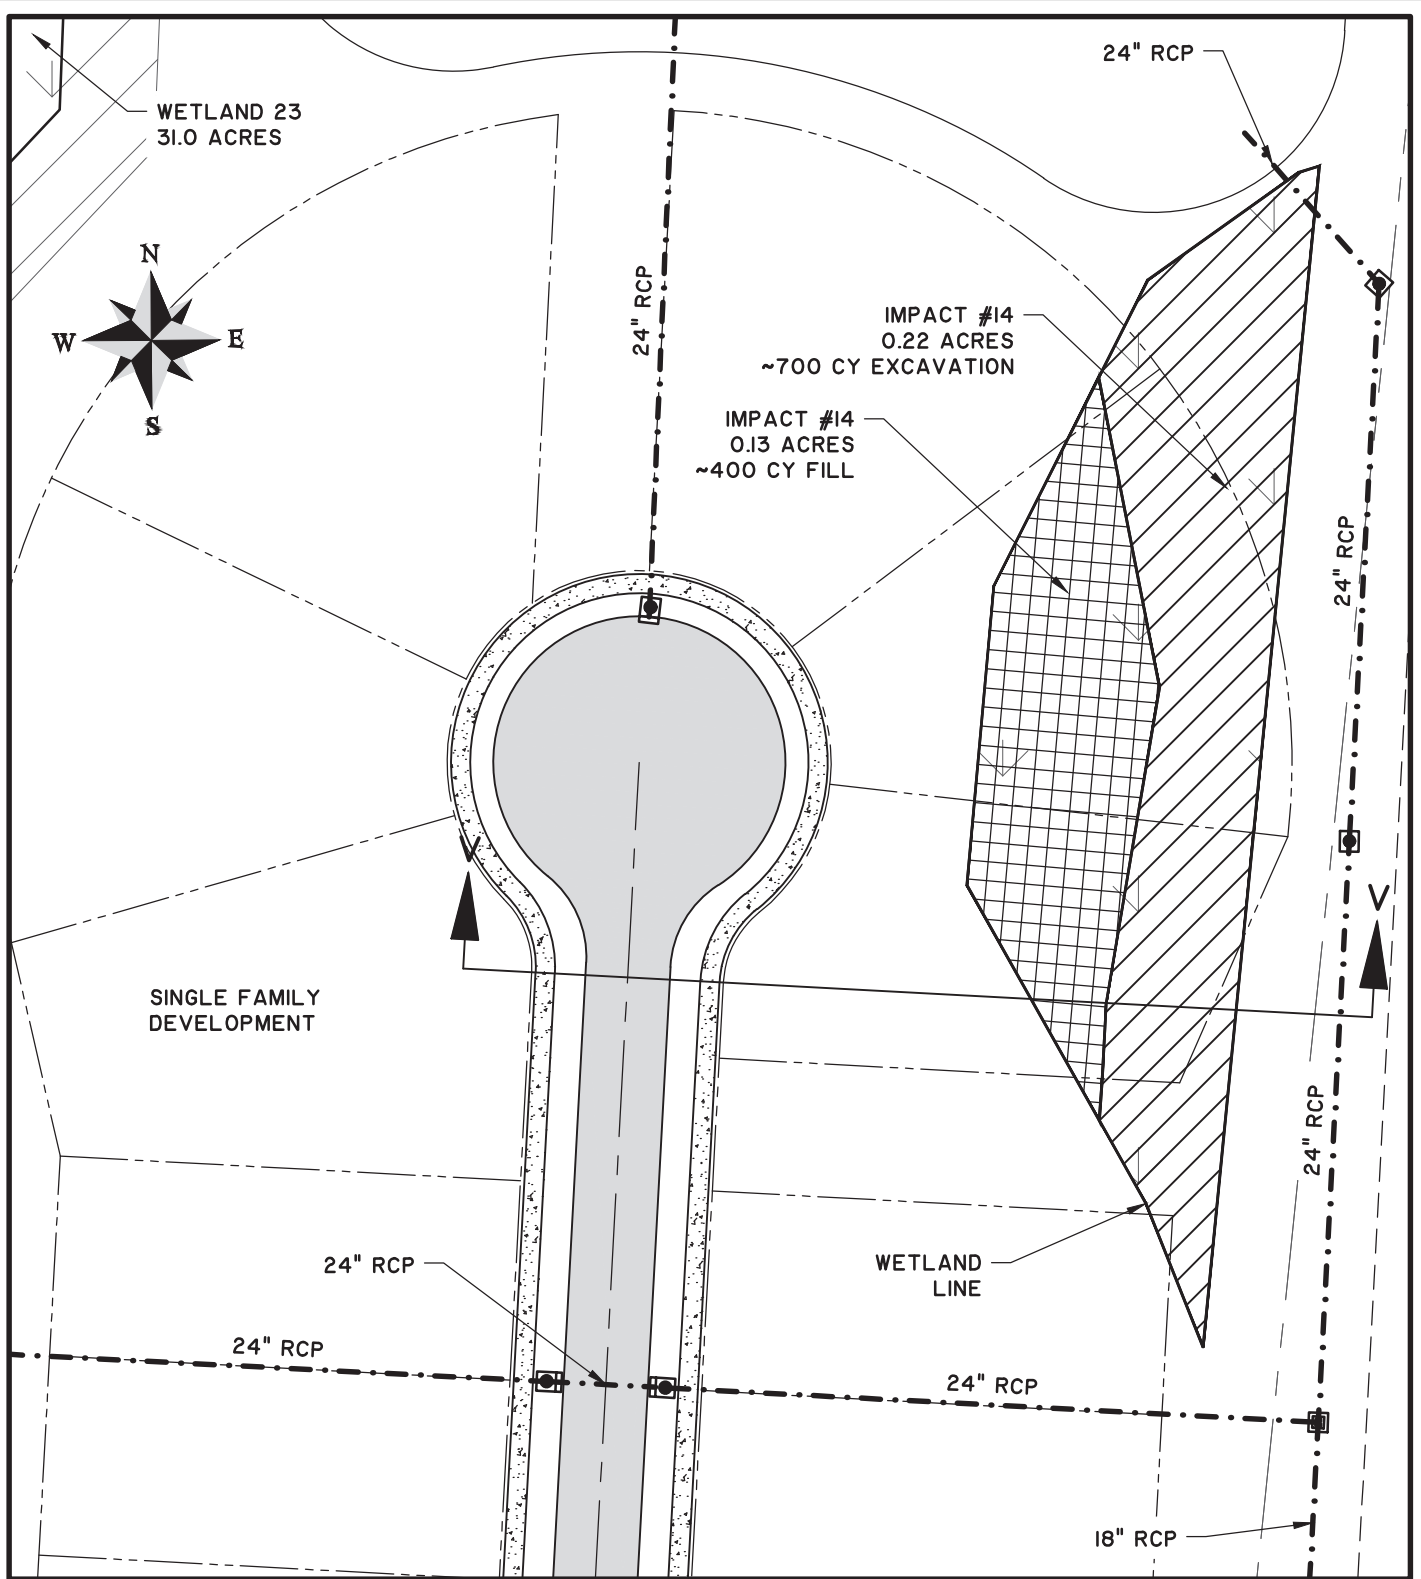 24" RCP
WETLAND 23
31.0 ACRES
N
W
E
S
24" RCP
IMPACT #14
0.22 ACRES
~700 CY EXCAVATION
IMPACT #14
0.13 ACRES
~400 CY FILL
24" RCP
V
V
SINGLE FAMILY
DEVELOPMENT
24" RCP
24" RCP
WETLAND
LINE
24" RCP
24" RCP
18" RCP